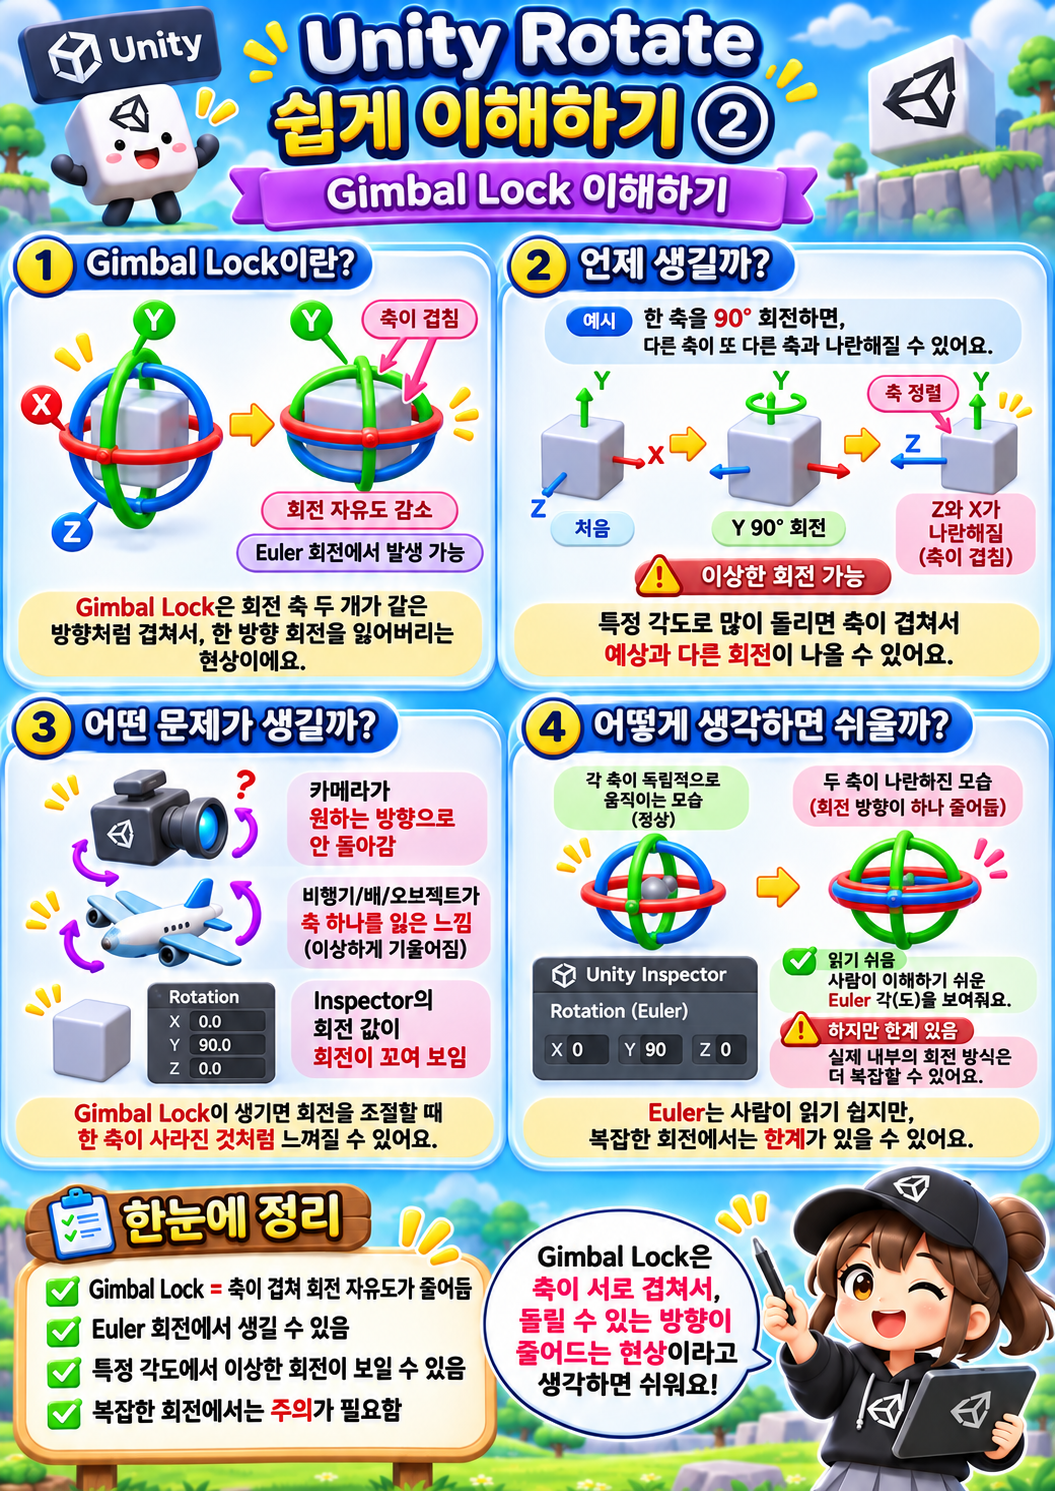 Unity
Unity Rotate
쉽게 이해하기 ②
Gimbal Lock 이해하기
1 Gimbal Lock이란?
Y
X
Z
Y
축이 겹침
회전 자유도 감소
Euler 회전에서 발생 가능
Gimbal Lock은 회전 축 두 개가 같은
방향처럼 겹쳐서, 한 방향 회전을 잃어버리는
현상이에요.
2 언제 생길까?
예시
한 축을 90° 회전하면,
다른 축이 또 다른 축과 나란해질 수 있어요.
Y
X
Z
처음
Y
Y 90° 회전
축 정렬
Y
Z
Z와 X가
나란해짐
(축이 겹침)
이상한 회전 가능
특정 각도로 많이 돌리면 축이 겹쳐서
예상과 다른 회전이 나올 수 있어요.
3 어떤 문제가 생길까?
?
카메라가
원하는 방향으로
안 돌아감
비행기/배/오브젝트가
축 하나를 잃은 느낌
(이상하게 기울어짐)
Rotation
X 0.0
Y 90.0
Z 0.0
Inspector의
회전 값이
회전이 꼬여 보임
Gimbal Lock이 생기면 회전을 조절할 때
한 축이 사라진 것처럼 느껴질 수 있어요.
4 어떻게 생각하면 쉬울까?
각 축이 독립적으로
움직이는 모습
(정상)
두 축이 나란하진 모습
(회전 방향이 하나 줄어듦)
Unity Inspector
Rotation (Euler)
X 0 Y 90 Z 0
읽기 쉬음
사람이 이해하기 쉬운
Euler 각(도)을 보여줘요.
하지만 한계 있음
실제 내부의 회전 방식은
더 복잡할 수 있어요.
Euler는 사람이 읽기 쉽지만,
복잡한 회전에서는 한계가 있을 수 있어요.
한눈에 정리
Gimbal Lock = 축이 겹쳐 회전 자유도가 줄어듦
Euler 회전에서 생길 수 있음
특정 각도에서 이상한 회전이 보일 수 있음
복잡한 회전에서는 주의가 필요함
Gimbal Lock은
축이 서로 겹쳐서,
돌릴 수 있는 방향이
줄어드는 현상이라고
생각하면 쉬워요!